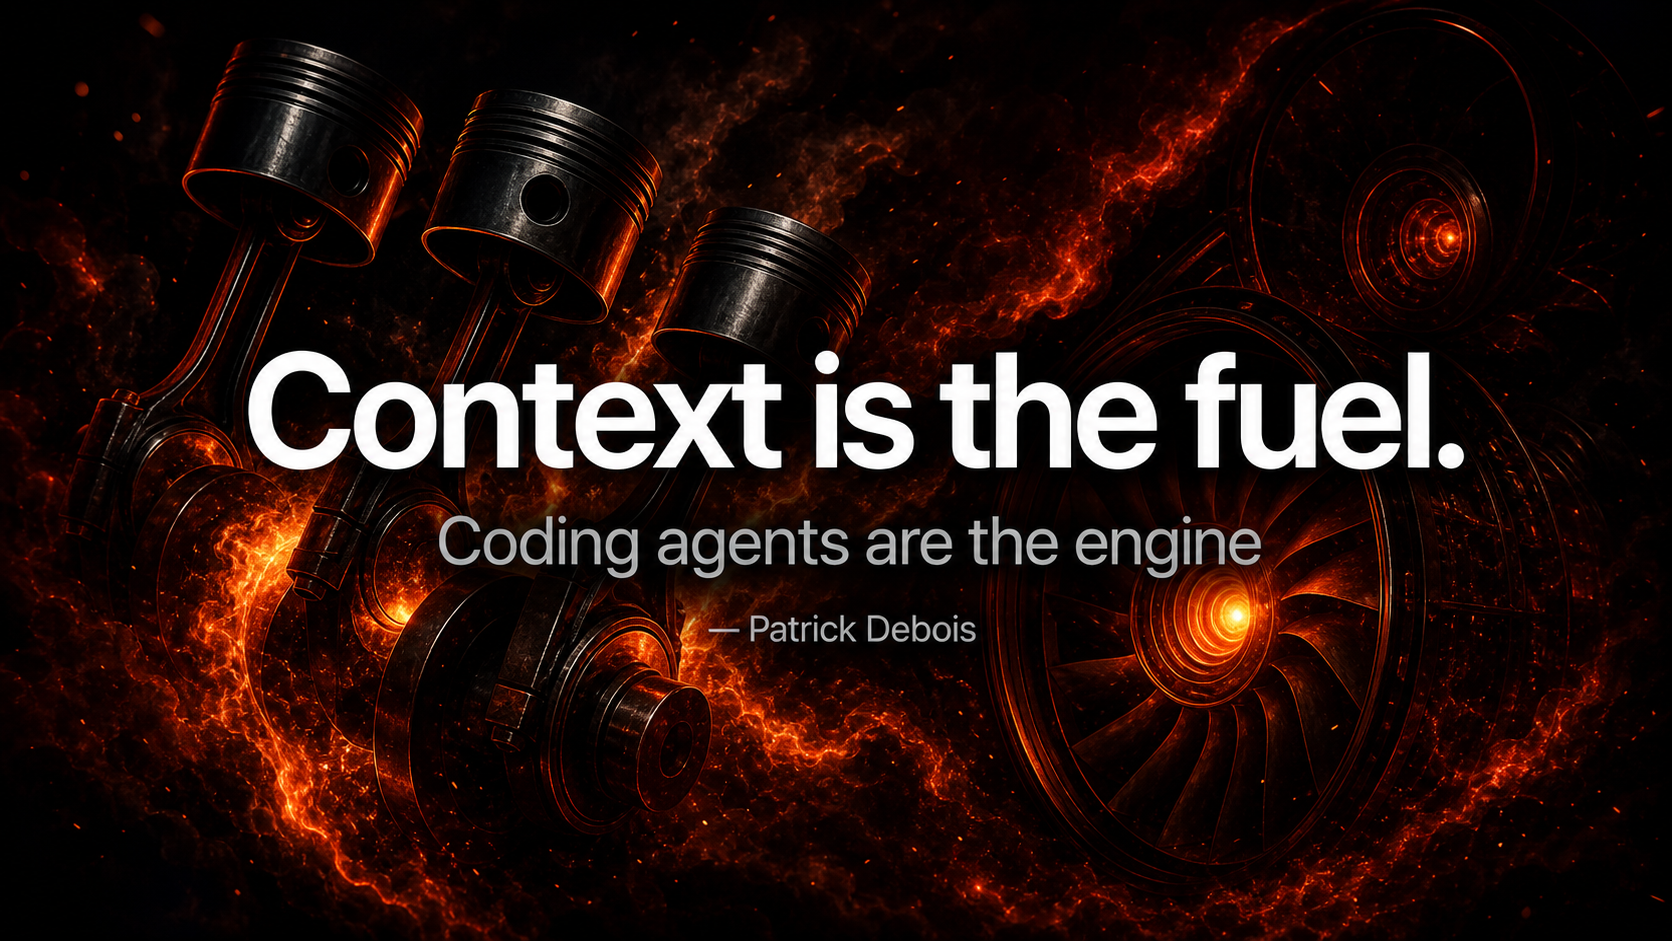 Context is the fuel.
Coding agents are the engine
— Patrick Debois